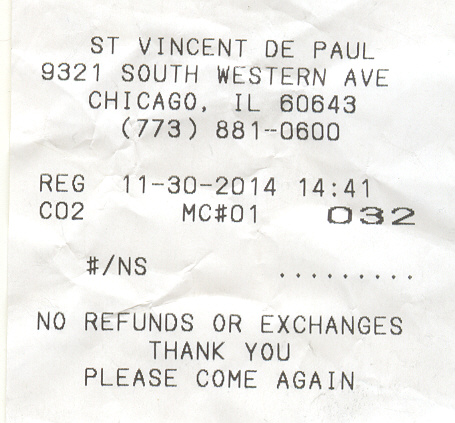 ST VINCENT DE PAUL
9321 SOUTH WESTERN AVE
CHICAGO, IL 60643
(773) 881-0600
REG 11-30-2014 14:41
C02 MC#01 032
#/NS .........
NO REFUNDS OR EXCHANGES
THANK YOU
PLEASE COME AGAIN